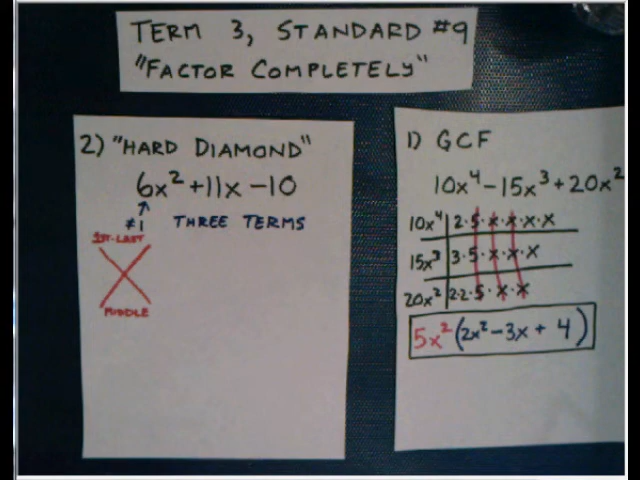 TERM 3, STANDARD #9
"FACTOR COMPLETELY"
2) "HARD DIAMOND"
6x²+11x-10
#1 THREE TERMS
1ST·LAST
MIDDLE
1) GCF
10x⁴-15x³+20x²
10x⁴ 2·5·x·x·x·x
15x³ 3·5·x·x·x
20x² 2·2·5·x·x
5x²(2x²-3x+4)